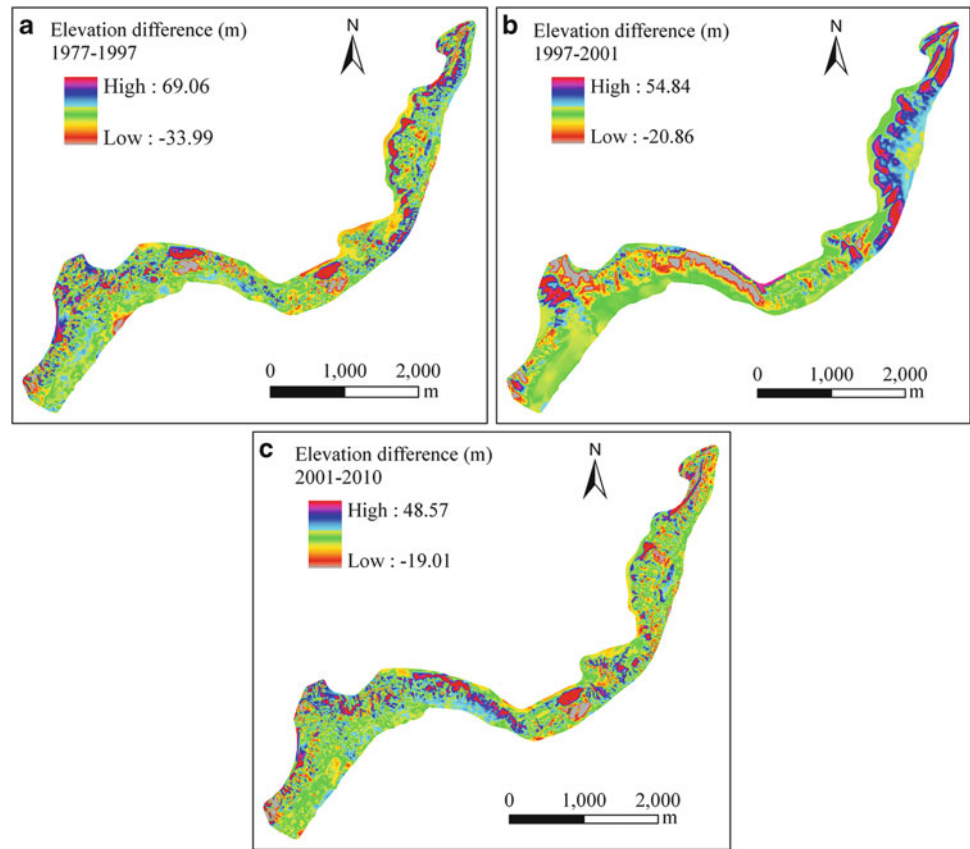 a Elevation difference (m)
1977-1997
High : 69.06
Low : -33.99
N
0 1,000 2,000
m
b Elevation difference (m)
1997-2001
High : 54.84
Low : -20.86
N
0 1,000 2,000
m
c Elevation difference (m)
2001-2010
High : 48.57
Low : -19.01
N
0 1,000 2,000
m